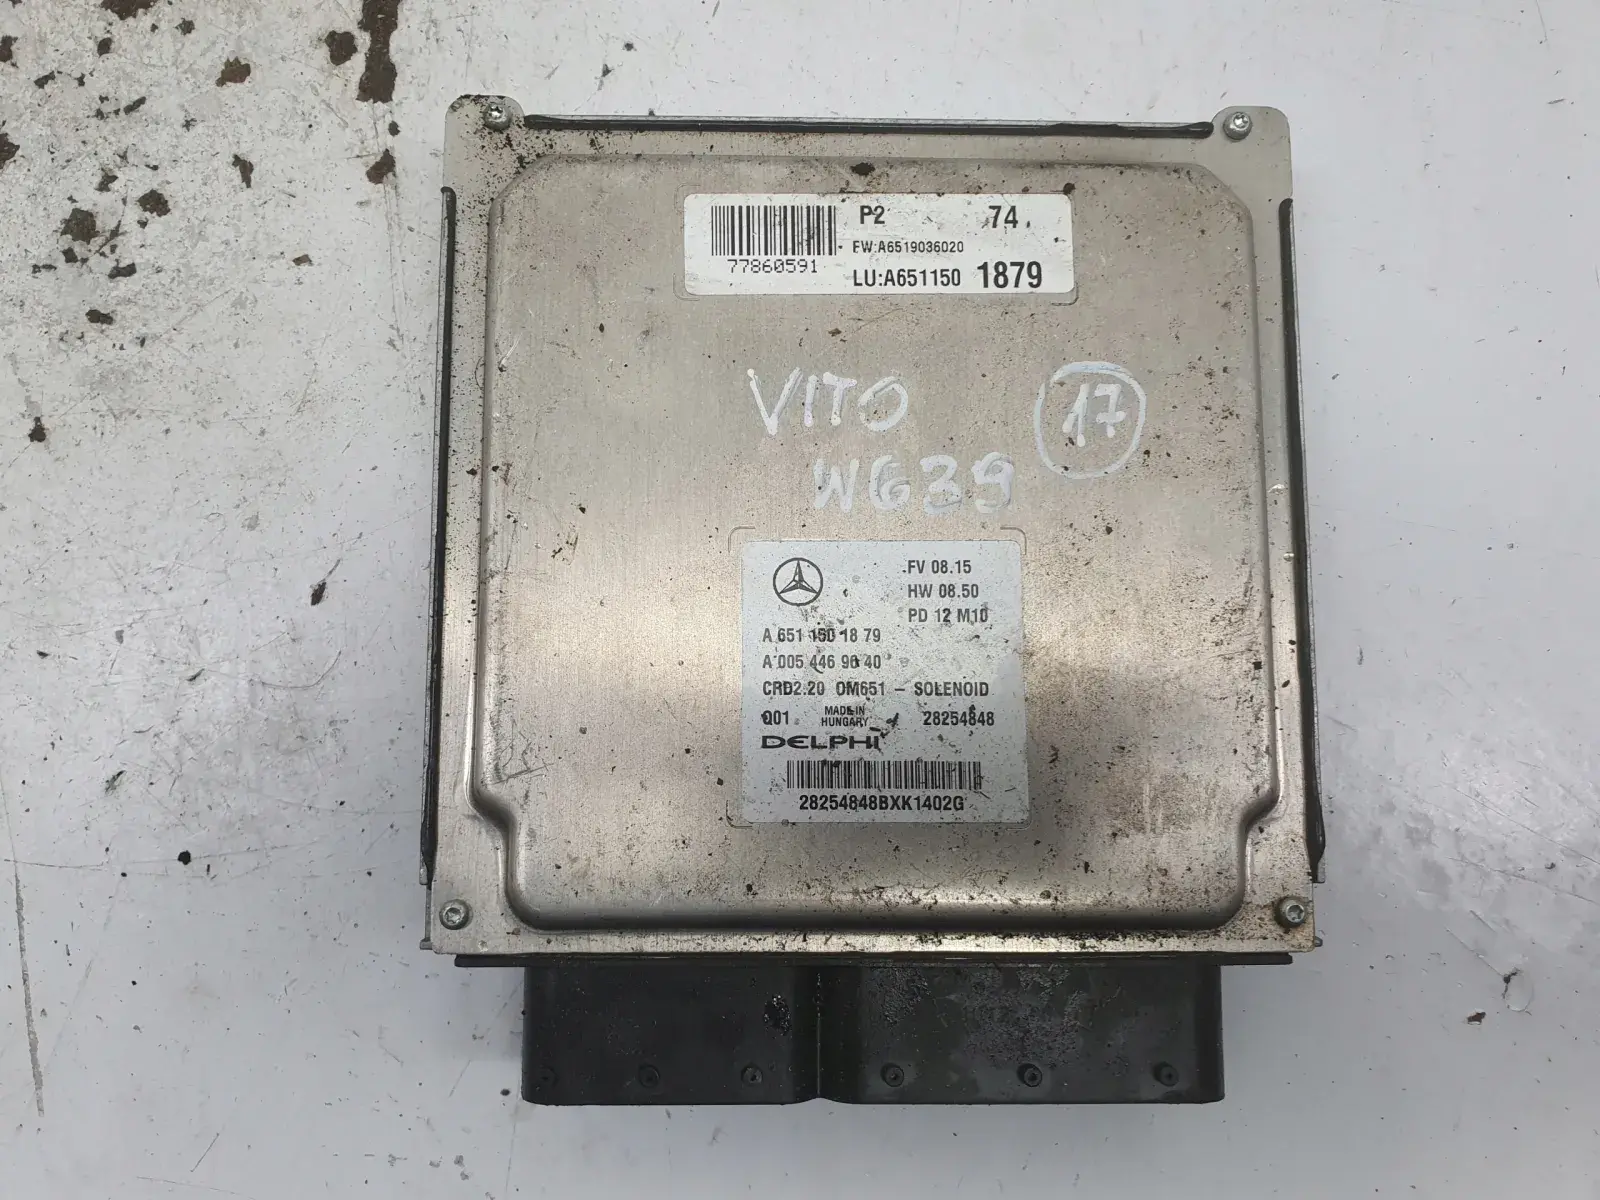 P2 74
FW:A6519036020
77860591
LU:A651150 1879
VITO
17
W639
FV 08.15
HW 08.50
PD 12 M10
A 651 150 18 79
A 005 446 96 40
CRD2.20 OM651 - SOLENOID
Q01 MADE IN HUNGARY 28254848
DELPHI
28254848BXK1402G